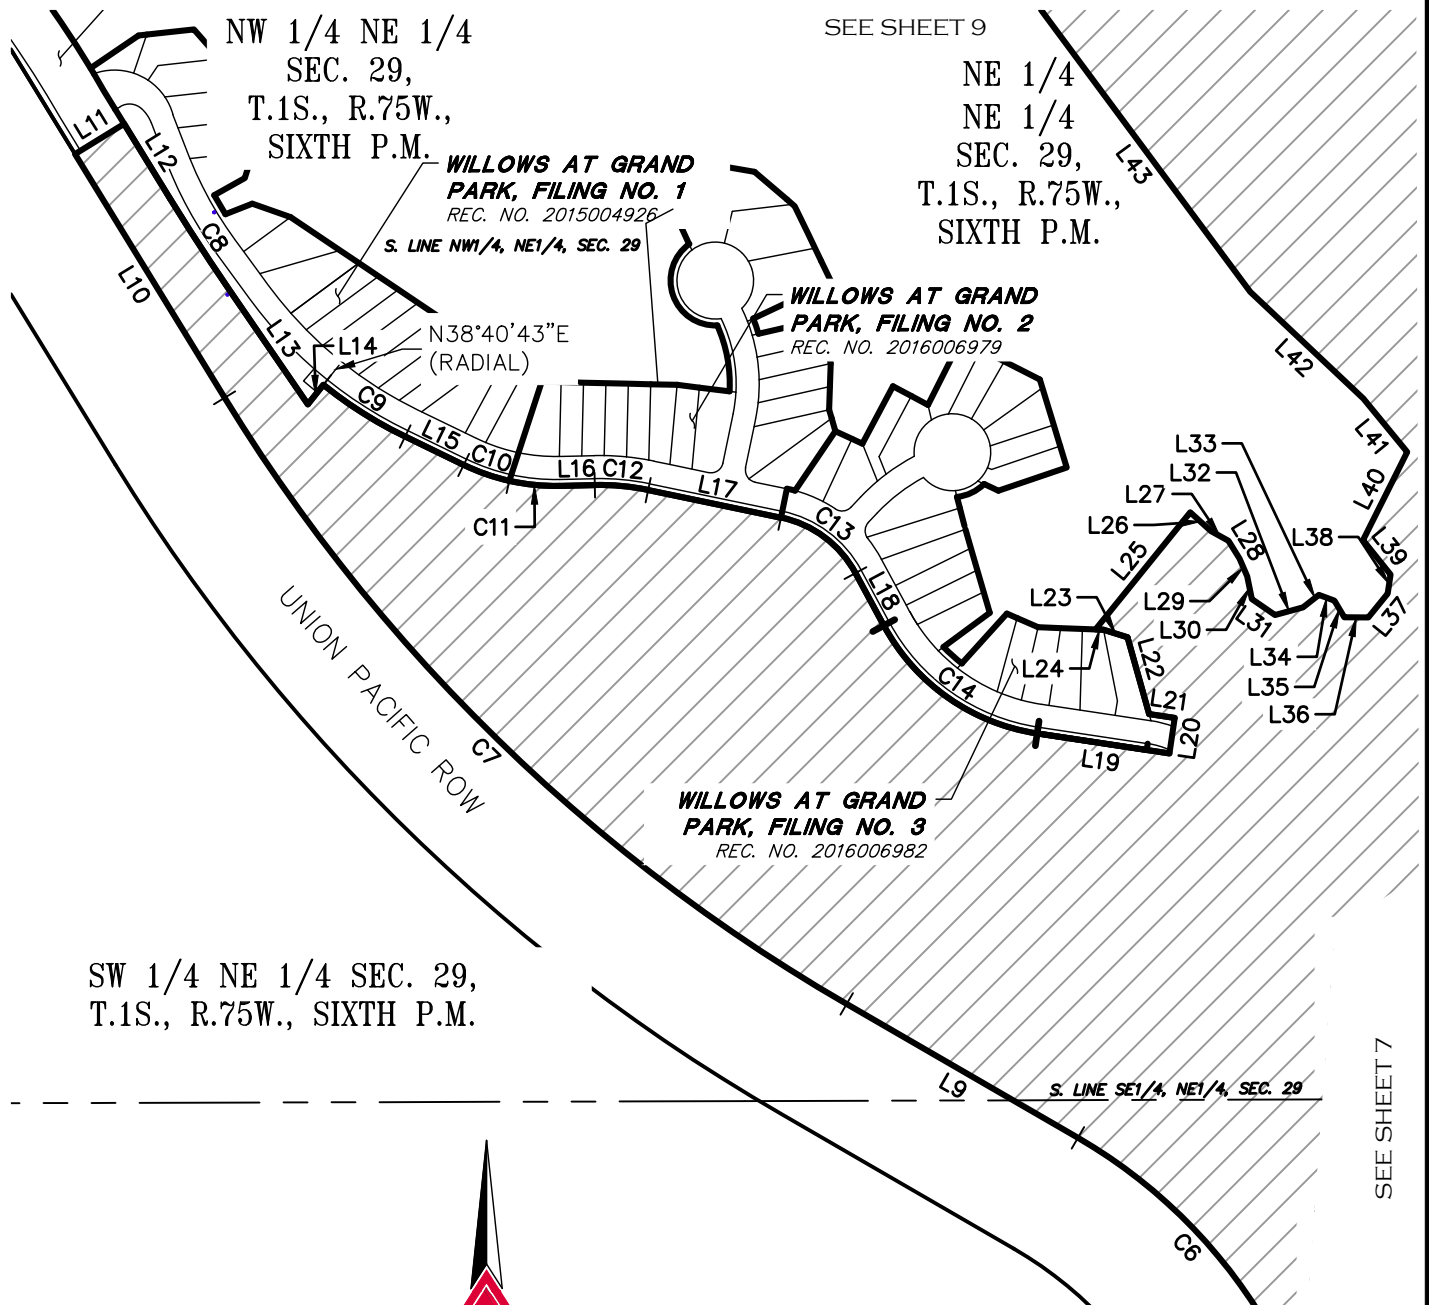 NW 1/4 NE 1/4
SEC. 29,
T.1S., R.75W.,
SIXTH P.M.
SEE SHEET 9
NE 1/4
NE 1/4
SEC. 29,
T.1S., R.75W.,
SIXTH P.M.
WILLOWS AT GRAND
PARK, FILING NO. 1
REC. NO. 2015004926
S. LINE NW1/4, NE1/4, SEC. 29
L11
L12
C8
L10
L13
L14
N38°40'43"E
(RADIAL)
WILLOWS AT GRAND
PARK, FILING NO. 2
REC. NO. 2016006979
L43
L42
L41
L40
C9
L15
C10
L16
C12
L17
C11
C13
L18
L33
L32
L27
L26
L25
L28
L38
L39
L29
L30
L31
L23
L24
L22
L21
L20
L19
L34
L35
L36
L37
C14
UNION PACIFIC ROW
C7
WILLOWS AT GRAND
PARK, FILING NO. 3
REC. NO. 2016006982
SW 1/4 NE 1/4 SEC. 29,
T.1S., R.75W., SIXTH P.M.
L9
S. LINE SE1/4, NE1/4, SEC. 29
SEE SHEET 7
C6